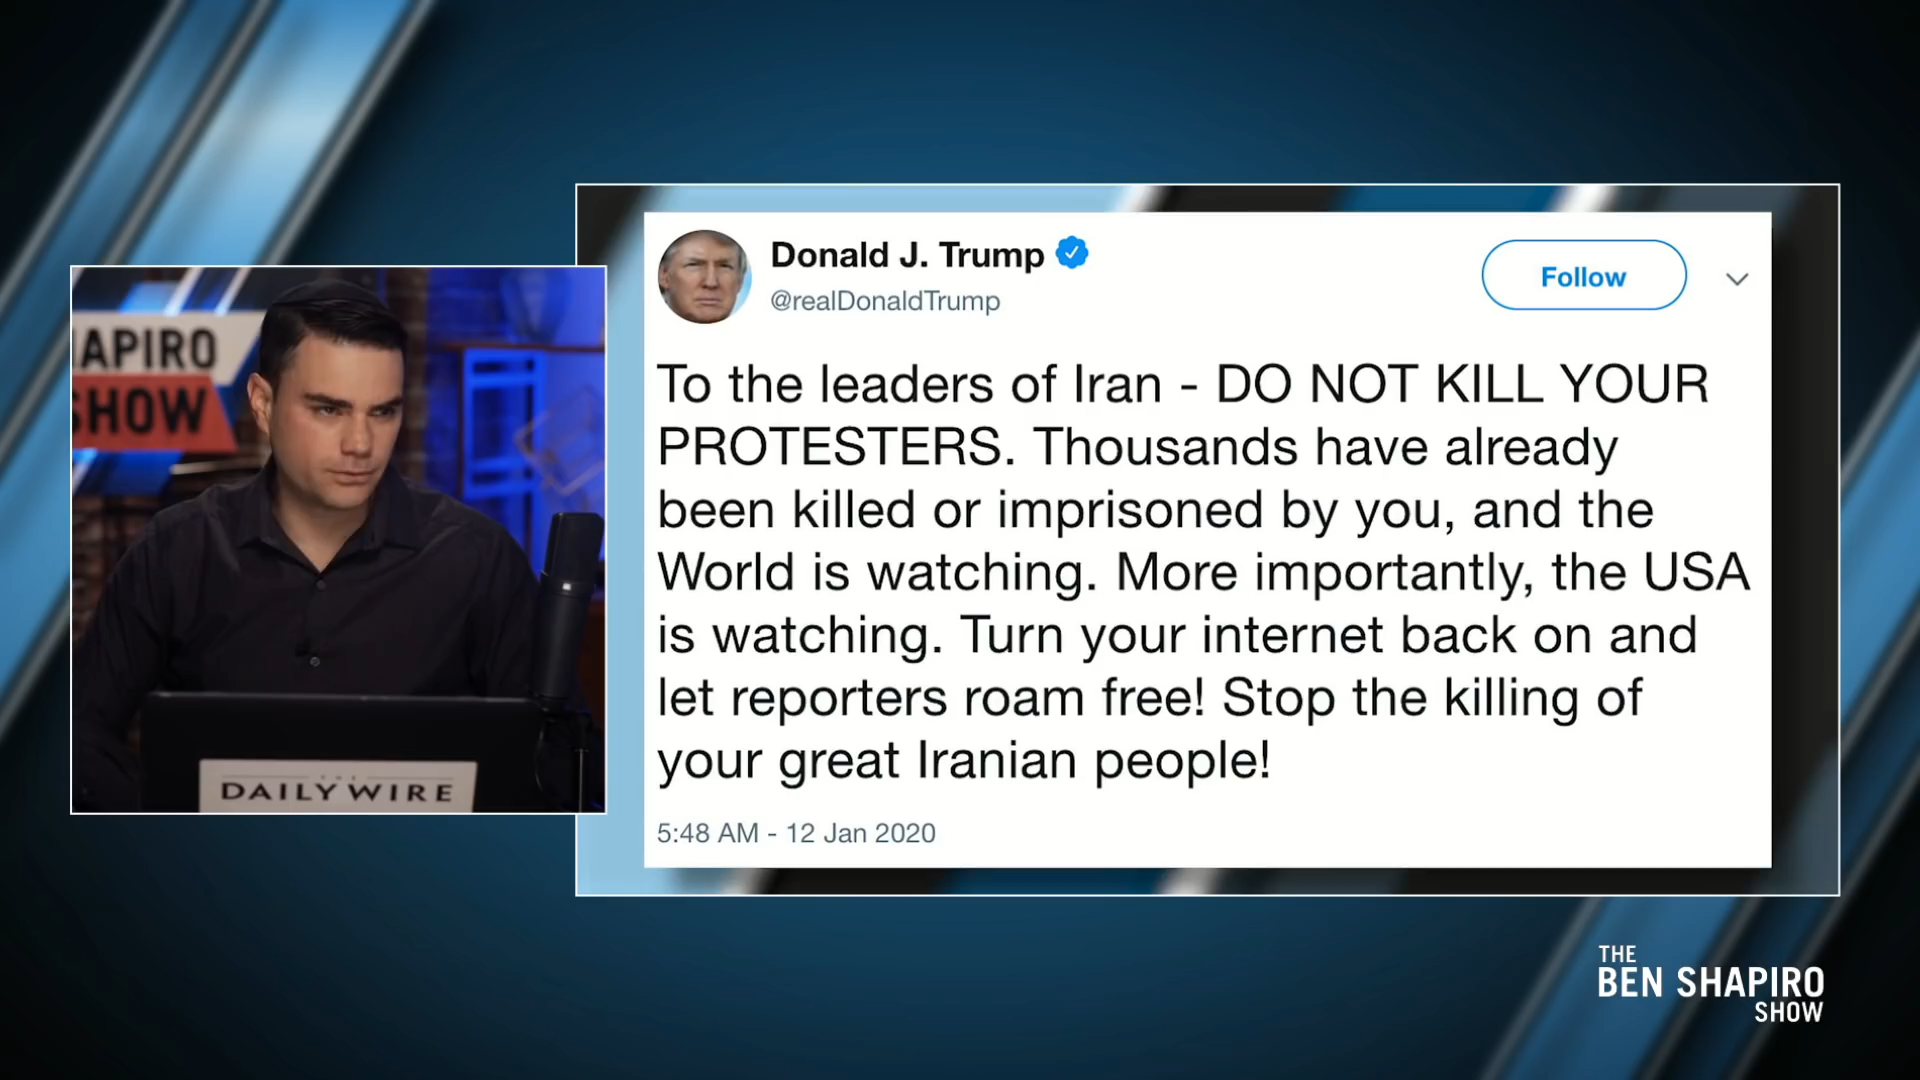 APIRO
SHOW
THE
DAILY WIRE
Donald J. Trump
@realDonaldTrump
Follow
To the leaders of Iran - DO NOT KILL YOUR
PROTESTERS. Thousands have already
been killed or imprisoned by you, and the
World is watching. More importantly, the USA
is watching. Turn your internet back on and
let reporters roam free! Stop the killing of
your great Iranian people!
5:48 AM - 12 Jan 2020
THE
BEN SHAPIRO
SHOW